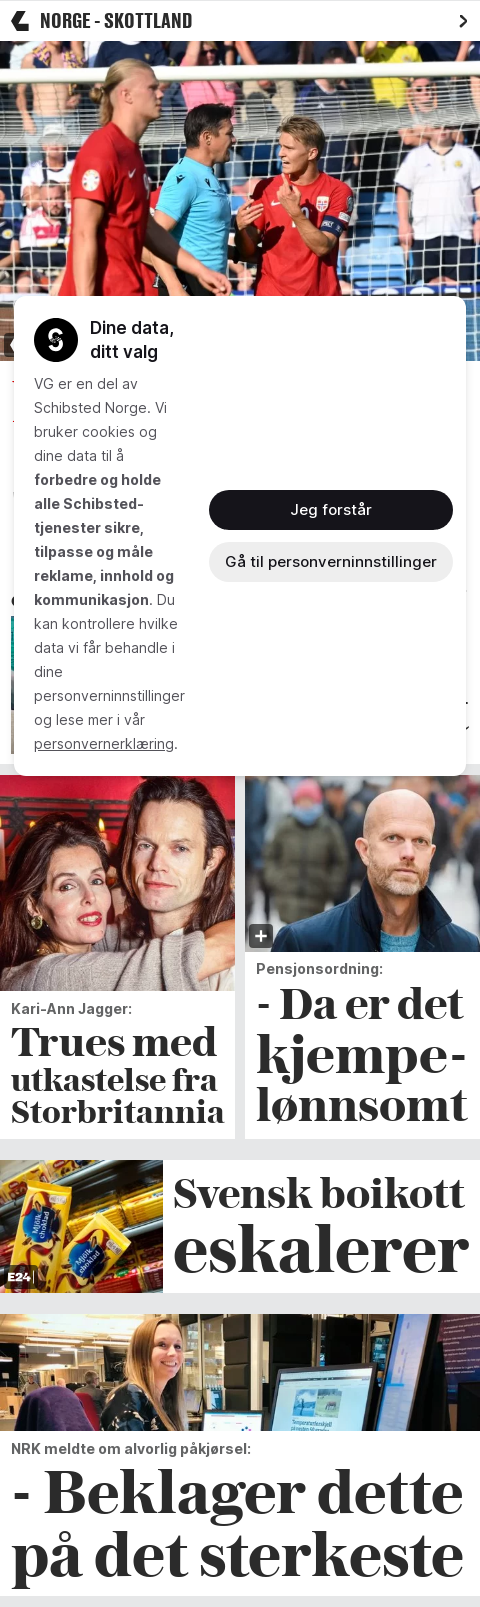 NORGE - SKOTTLAND
Dine data,
ditt valg
VG er en del av
Schibsted Norge. Vi
bruker cookies og
dine data til å
forbedre og holde
alle Schibsted-
tjenester sikre,
tilpasse og måle
reklame, innhold og
kommunikasjon. Du
kan kontrollere hvilke
data vi får behandle i
dine
personverninnstillinger
og lese mer i vår
personvernerklæring.
Jeg forstår
Gå til personverninnstillinger
Kari-Ann Jagger:
Trues med
utkastelse fra
Storbritannia
Pensjonsordning:
- Da er det
kjempe-
lønnsomt
Mjölk
choklad
Mjölk
choklad
E24
Svensk boikott
eskalerer
NRK meldte om alvorlig påkjørsel:
- Beklager dette
på det sterkeste